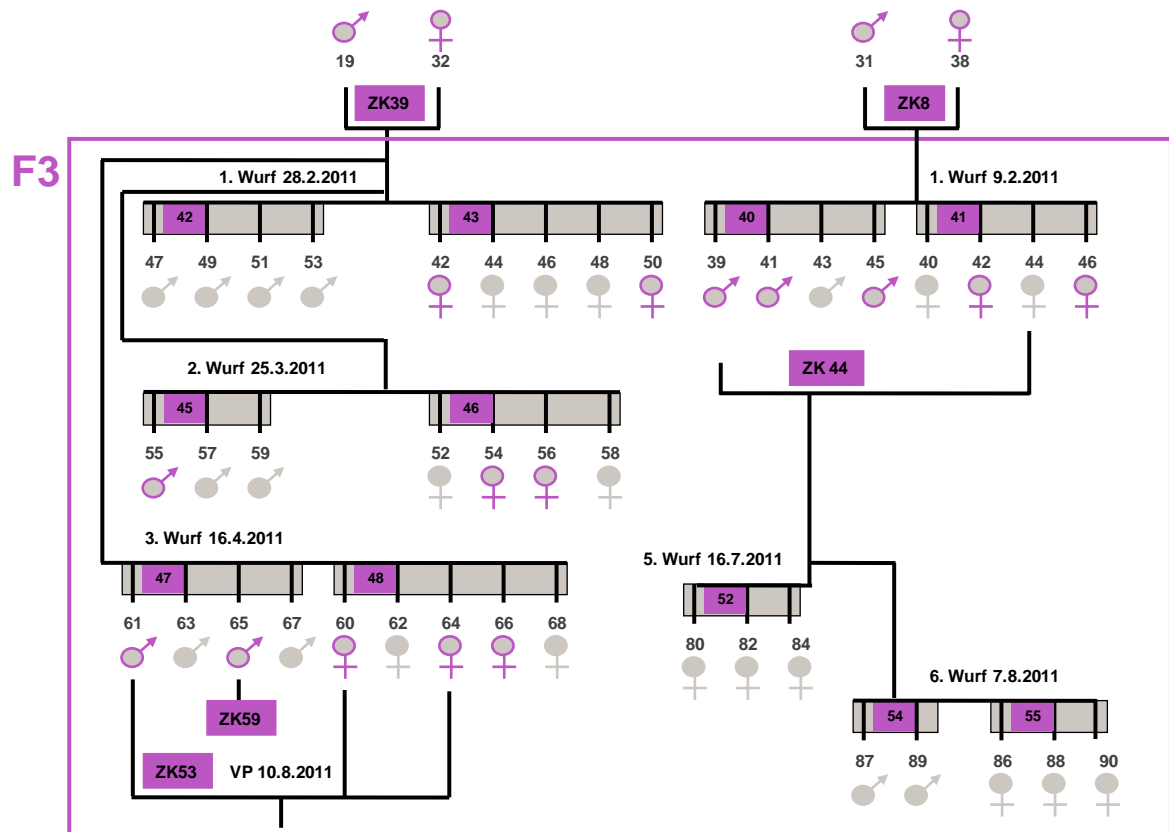 19 32 31 38
ZK39 ZK8
F3
1. Wurf 28.2.2011 1. Wurf 9.2.2011
42 43 40 41
47 49 51 53 42 44 46 48 50 39 41 43 45 40 42 44 46
ZK 44
2. Wurf 25.3.2011
45 46
55 57 59 52 54 56 58
3. Wurf 16.4.2011
5. Wurf 16.7.2011
47 48
52
61 63 65 67 60 62 64 66 68
80 82 84
6. Wurf 7.8.2011
ZK59
54 55
ZK53 VP 10.8.2011
87 89 86 88 90